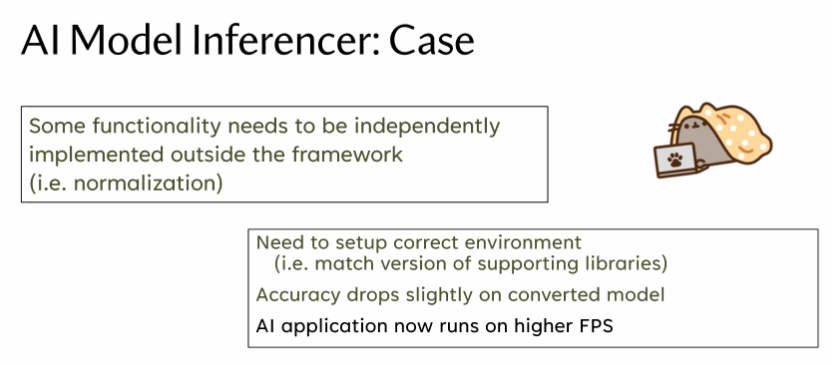 AI Model Inferencer: Case
Some functionality needs to be independently
implemented outside the framework
(i.e. normalization)
Need to setup correct environment
(i.e. match version of supporting libraries)
Accuracy drops slightly on converted model
AI application now runs on higher FPS